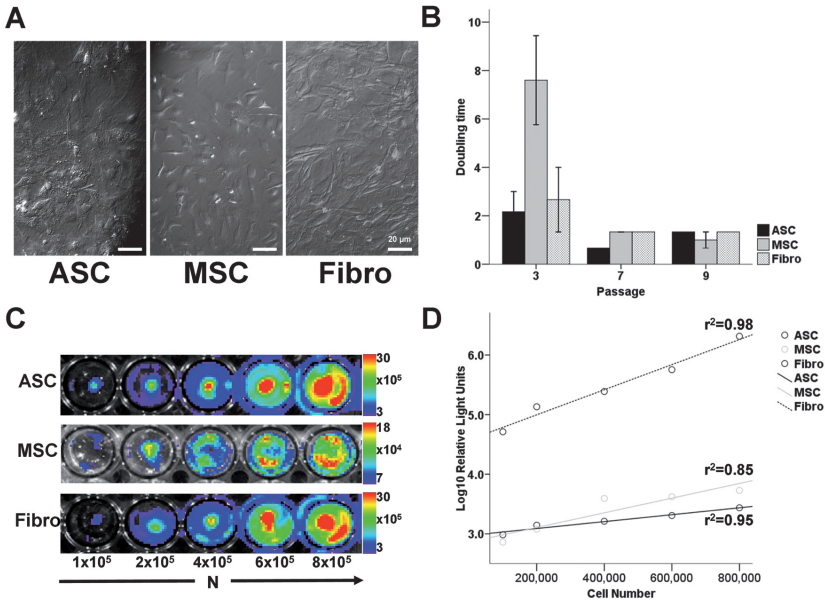 A
20 µm
ASC MSC Fibro
B
10
8
6
4
2
0
Doubling time
3 7 9
Passage
ASC
MSC
Fibro
C
ASC
30
x10⁵
3
MSC
18
x10⁴
7
Fibro
30
x10⁵
3
1x10⁵ 2x10⁵ 4x10⁵ 6x10⁵ 8x10⁵
N
D
r²=0.98
r²=0.85
r²=0.95
6.0
5.0
4.0
3.0
Log10 Relative Light Units
200,000 400,000 600,000 800,000
Cell Number
ASC
MSC
Fibro
ASC
MSC
Fibro